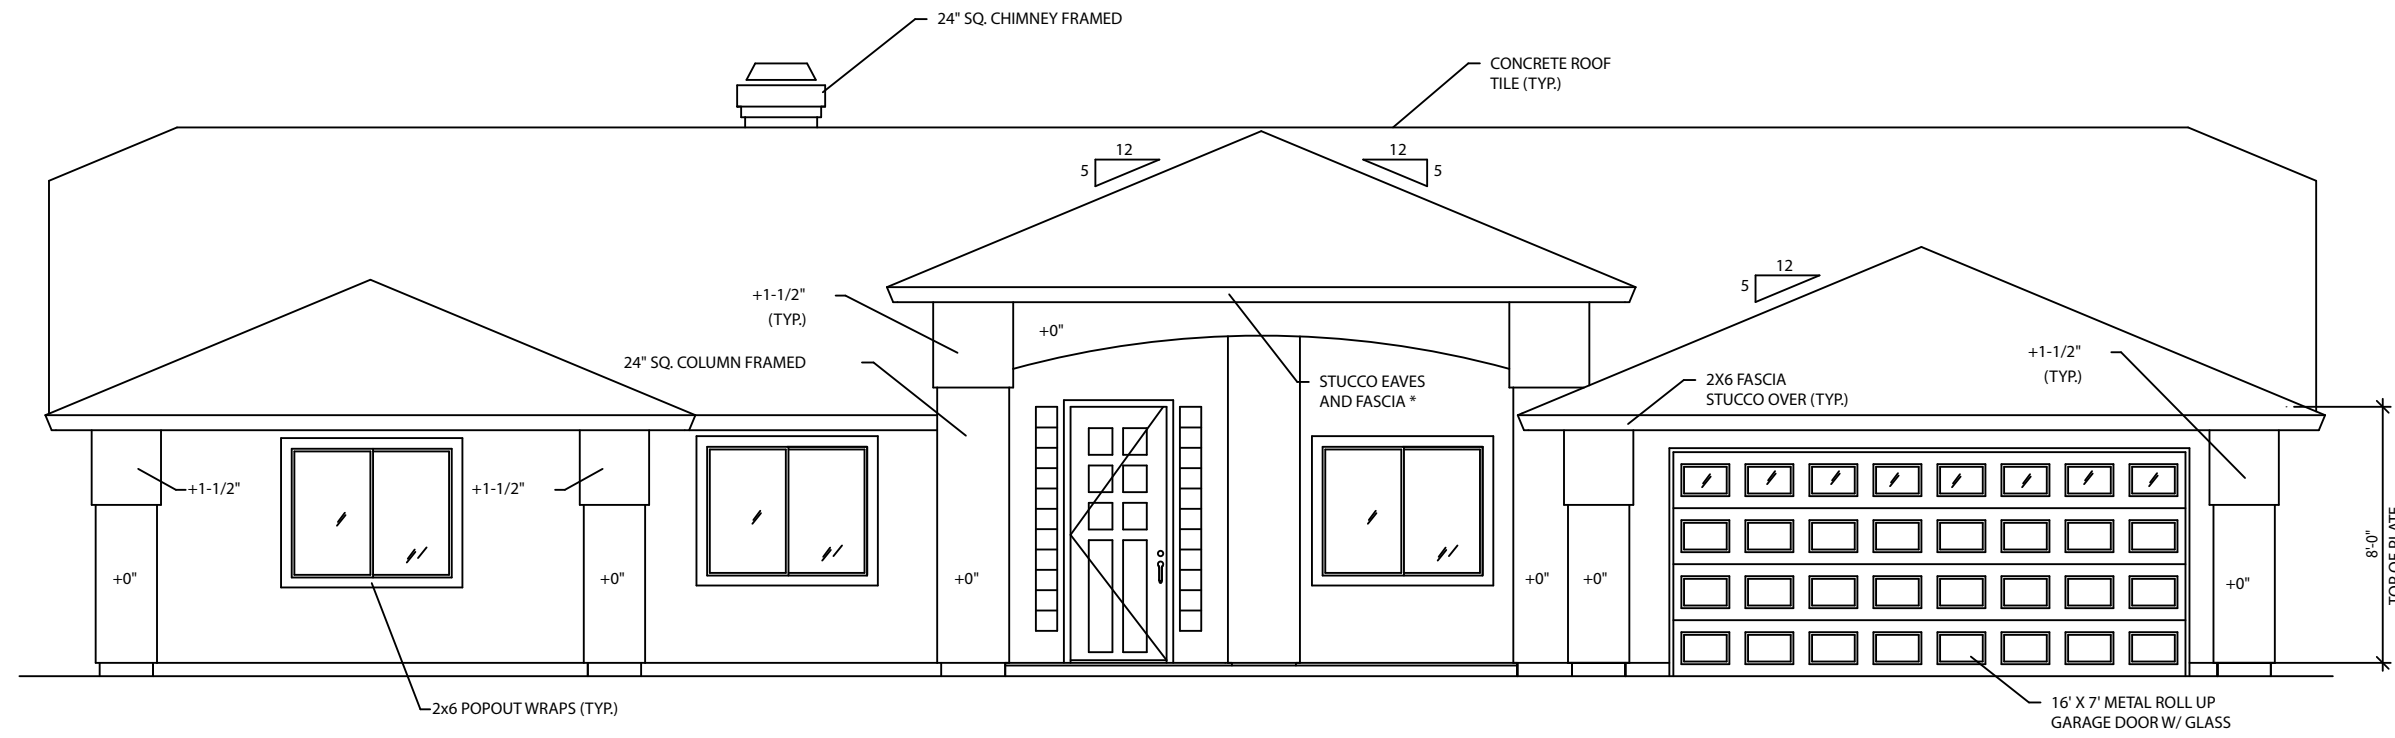 24" SQ. CHIMNEY FRAMED
CONCRETE ROOF
TILE (TYP.)
12
5
12
5
12
5
+1-1/2"
(TYP.)
+0"
24" SQ. COLUMN FRAMED
STUCCO EAVES
AND FASCIA *
2X6 FASCIA
STUCCO OVER (TYP.)
+1-1/2"
(TYP.)
+1-1/2"
+1-1/2"
+0"
+0"
+0"
+0"
+0"
+0"
8'-0"
TOP OF PLATE
2x6 POPOUT WRAPS (TYP.)
16' X 7' METAL ROLL UP
GARAGE DOOR W/ GLASS